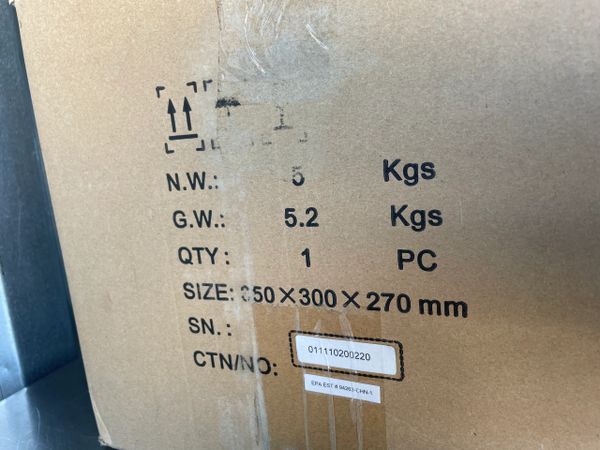 N.W.: 5 Kgs
G.W.: 5.2 Kgs
QTY: 1 PC
SIZE: 350×300×270 mm
SN.:
CTN/NO: 011110200220
EPA EST # 94263-CHN-1